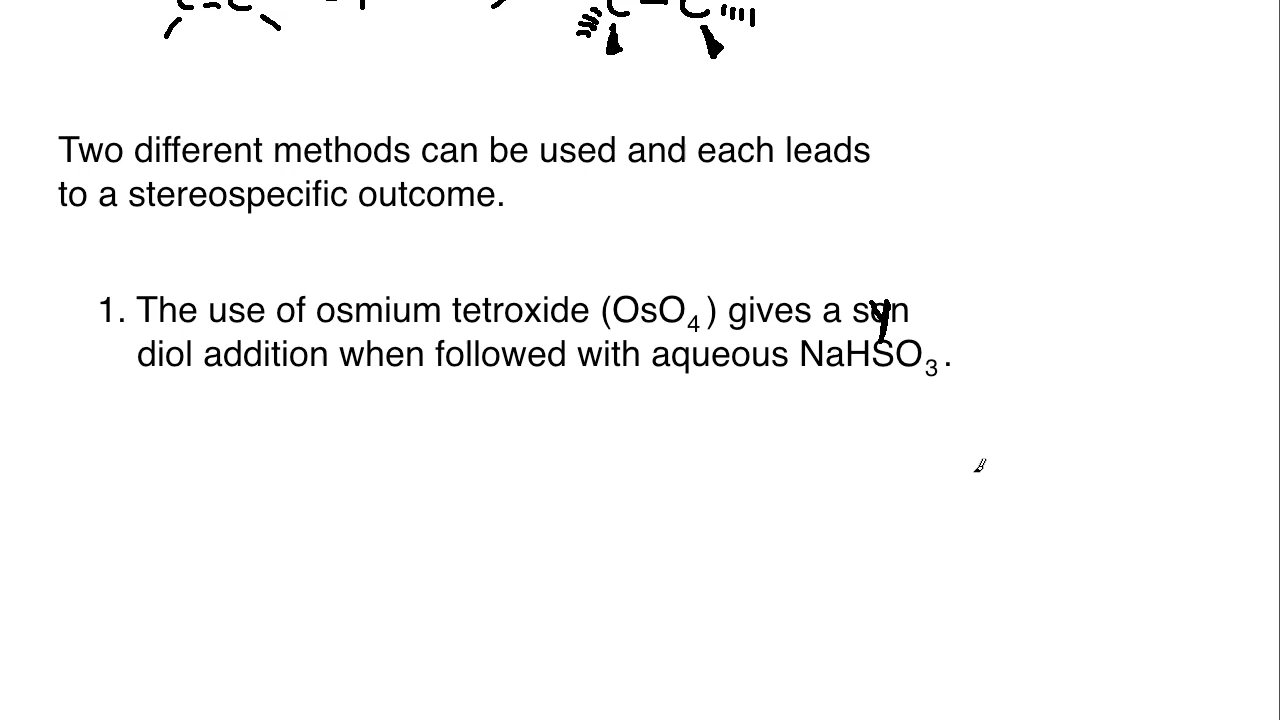 C = C
C - C
Two different methods can be used and each leads
to a stereospecific outcome.
1. The use of osmium tetroxide (OsO₄) gives a syn
diol addition when followed with aqueous NaHSO₃.